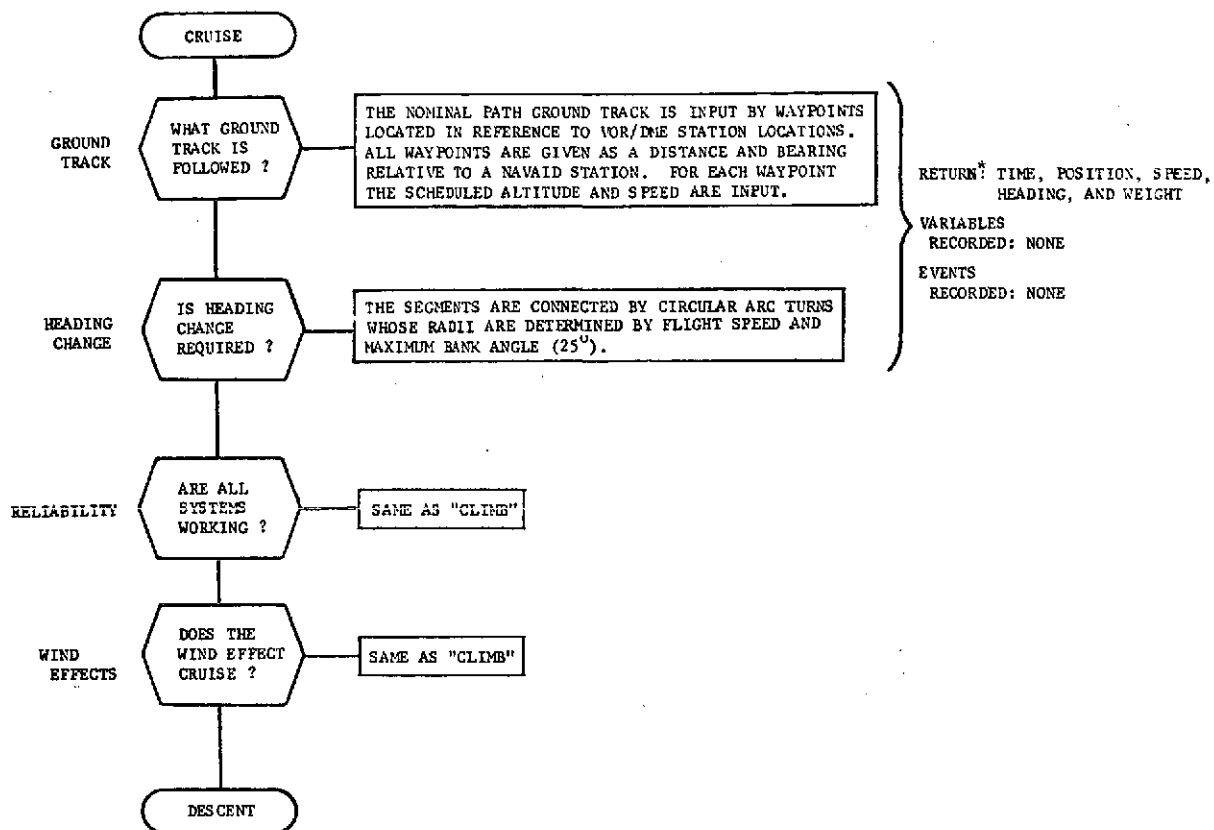 CRUISE
GROUND
TRACK
WHAT GROUND
TRACK IS
FOLLOWED ?
THE NOMINAL PATH GROUND TRACK IS INPUT BY WAYPOINTS
LOCATED IN REFERENCE TO VOR/DME STATION LOCATIONS.
ALL WAYPOINTS ARE GIVEN AS A DISTANCE AND BEARING
RELATIVE TO A NAVAID STATION. FOR EACH WAYPOINT
THE SCHEDULED ALTITUDE AND SPEED ARE INPUT.
RETURN*: TIME, POSITION, SPEED,
HEADING, AND WEIGHT
VARIABLES
RECORDED: NONE
EVENTS
RECORDED: NONE
HEADING
CHANGE
IS HEADING
CHANGE
REQUIRED ?
THE SEGMENTS ARE CONNECTED BY CIRCULAR ARC TURNS
WHOSE RADII ARE DETERMINED BY FLIGHT SPEED AND
MAXIMUM BANK ANGLE (25°).
RELIABILITY
ARE ALL
SYSTEMS
WORKING ?
SAME AS "CLIMB"
WIND
EFFECTS
DOES THE
WIND EFFECT
CRUISE ?
SAME AS "CLIMB"
DESCENT